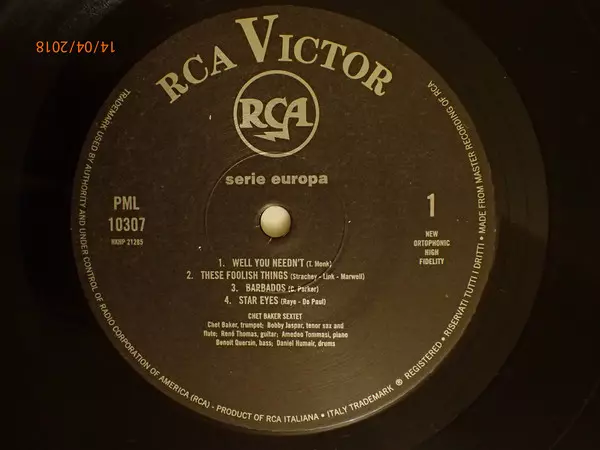 14/04/2018
RCA VICTOR
RCA
serie europa
PML
10307
HKHP 21285
1
NEW
ORTOPHONIC
HIGH
FIDELITY
1. WELL YOU NEEDN'T (T. Monk)
2. THESE FOOLISH THINGS (Strachey - Link - Marwell)
3. BARBADOS (C. Parker)
4. STAR EYES (Raye - De Paul)
CHET BAKER SEXTET
Chet Baker, trumpet; Bobby Jaspar, tenor sax and
flute; René Thomas, guitar; Amedeo Tommasi, piano
Benoit Quersin, bass; Daniel Humair, drums
TRADEMARK USED BY AUTHORITY AND UNDER CONTROL OF RADIO CORPORATION OF AMERICA (RCA) - PRODUCT OF RCA ITALIANA • ITALY TRADEMARK ® REGISTERED • RISERVATI TUTTI I DRITTI • MADE FROM MASTER RECORDING OF RCA